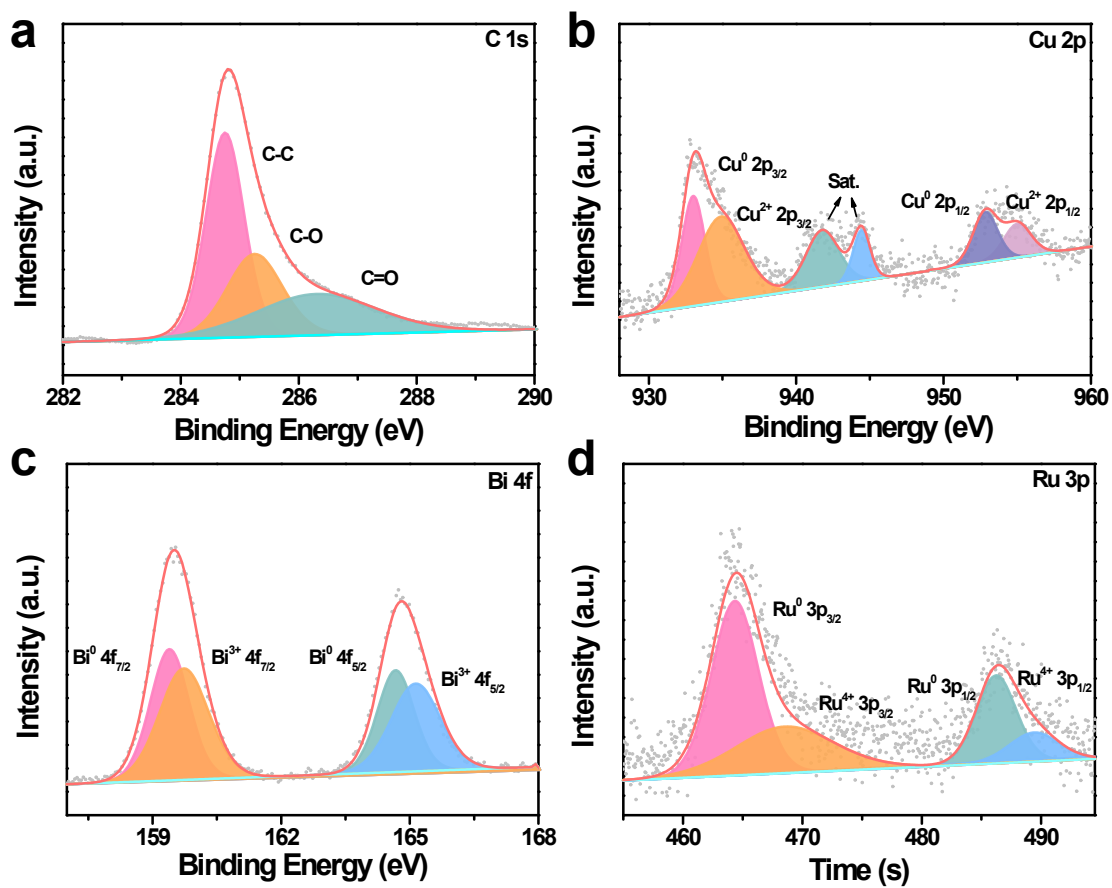 a
C 1s
C-C
C-O
C=O
Intensity (a.u.)
282 284 286 288 290
Binding Energy (eV)
b
Cu 2p
Cu⁰ 2p₃/₂
Cu²⁺ 2p₃/₂
Sat.
Cu⁰ 2p₁/₂
Cu²⁺ 2p₁/₂
Intensity (a.u.)
930 940 950 960
Binding Energy (eV)
c
Bi 4f
Bi⁰ 4f₇/₂
Bi³⁺ 4f₇/₂
Bi⁰ 4f₅/₂
Bi³⁺ 4f₅/₂
Intensity (a.u.)
159 162 165 168
Binding Energy (eV)
d
Ru 3p
Ru⁰ 3p₃/₂
Ru⁴⁺ 3p₃/₂
Ru⁰ 3p₁/₂
Ru⁴⁺ 3p₁/₂
Intensity (a.u.)
460 470 480 490
Time (s)